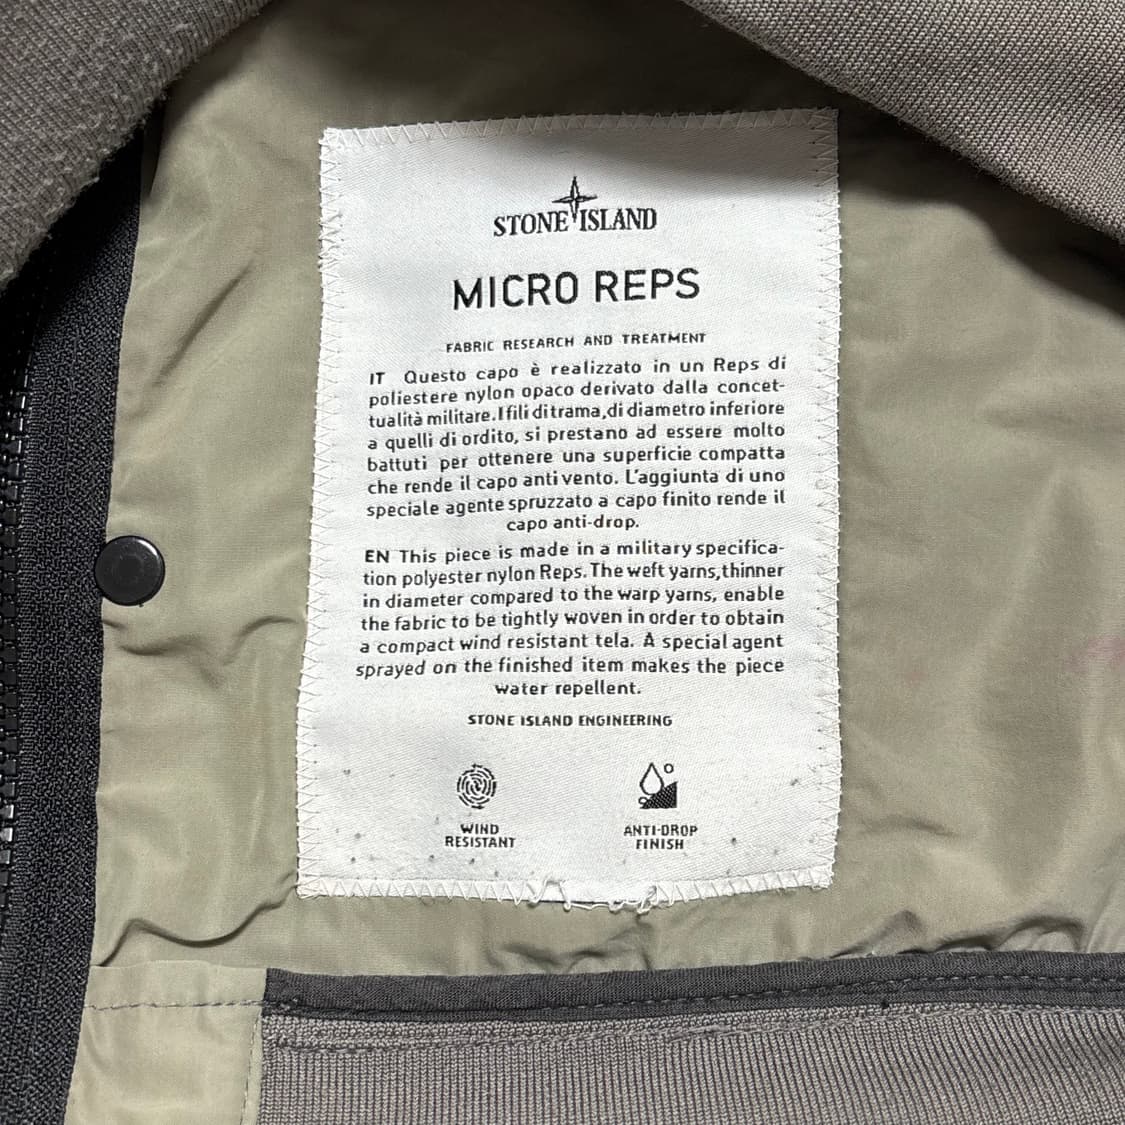 STONE ISLAND
MICRO REPS
FABRIC RESEARCH AND TREATMENT
IT Questo capo è realizzato in un Reps di
poliestere nylon opaco derivato dalla concet-
tualità militare. I fili di trama, di diametro inferiore
a quelli di ordito, si prestano ad essere molto
battuti per ottenere una superficie compatta
che rende il capo anti vento. L'aggiunta di uno
speciale agente spruzzato a capo finito rende il
capo anti-drop.
EN This piece is made in a military specifica-
tion polyester nylon Reps. The weft yarns, thinner
in diameter compared to the warp yarns, enable
the fabric to be tightly woven in order to obtain
a compact wind resistant tela. A special agent
sprayed on the finished item makes the piece
water repellent.
STONE ISLAND ENGINEERING
WIND
RESISTANT
ANTI-DROP
FINISH